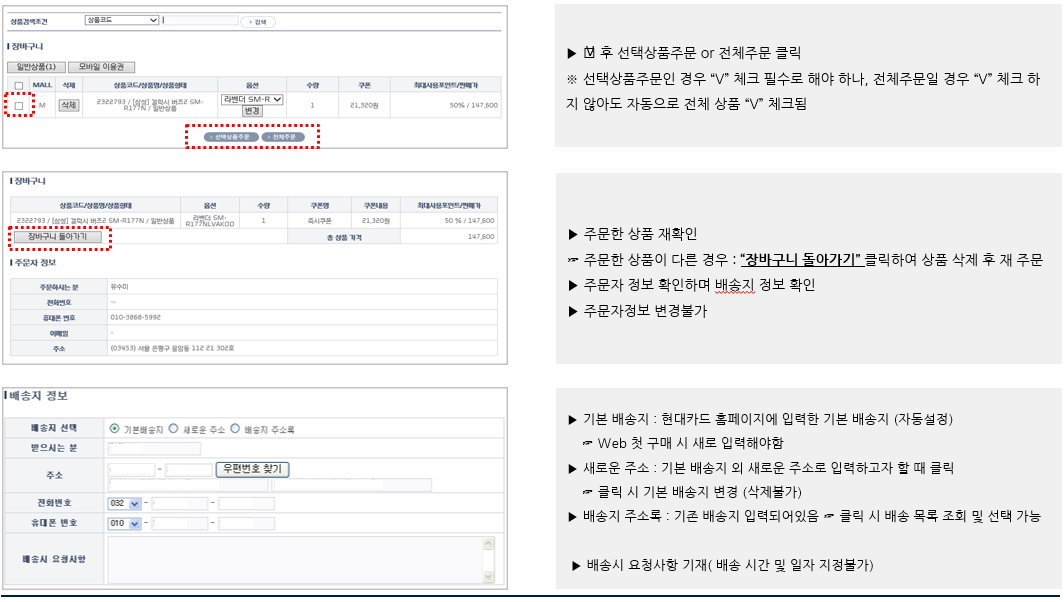 상품검색조건
상품코드
검색
장바구니
일반상품(1)
모바일 이용권
MALL
삭제
상품코드/상품명/상품형태
옵션
수량
쿠폰
최대사용포인트/판매가
M
삭제
2322793 / [삼성] 갤럭시 버즈2 SM-R177N / 일반상품
라벤더 SM-R
변경
1
21,320원
50% / 147,600
선택상품주문
전체주문
▶ ☑ 후 선택상품주문 or 전체주문 클릭
※ 선택상품주문인 경우 “V” 체크 필수로 해야 하나, 전체주문일 경우 “V” 체크 하
지 않아도 자동으로 전체 상품 “V” 체크됨
장바구니
상품코드/상품명/상품형태
옵션
수량
쿠폰명
쿠폰내용
최대사용포인트/판매가
2322793 / [삼성] 갤럭시 버즈2 SM-R177N / 일반상품
라벤더 SM-
R177NLVAKOO
1
즉시쿠폰
21,320원
50 % / 147,600
장바구니 돌아가기
총 상품 가격
147,600
주문자 정보
주문하시는 분
유수미
전화번호
--
휴대폰 번호
010-3868-5992
이메일
-
주소
(03453) 서울 은평구 응암동 112 21 302호
▶ 주문한 상품 재확인
☞ 주문한 상품이 다른 경우 : “장바구니 돌아가기” 클릭하여 상품 삭제 후 재 주문
▶ 주문자 정보 확인하며 배송지 정보 확인
▶ 주문자정보 변경불가
배송지 정보
배송지 선택
기본배송지
새로운 주소
배송지 주소록
받으시는 분
주소
-
우편번호 찾기
전화번호
032
-
-
휴대폰 번호
010
-
-
배송시 요청사항
▶ 기본 배송지 : 현대카드 홈페이지에 입력한 기본 배송지 (자동설정)
☞ Web 첫 구매 시 새로 입력해야함
▶ 새로운 주소 : 기본 배송지 외 새로운 주소로 입력하고자 할 때 클릭
☞ 클릭 시 기본 배송지 변경 (삭제불가)
▶ 배송지 주소록 : 기존 배송지 입력되어있음 ☞ 클릭 시 배송 목록 조회 및 선택 가능
▶ 배송시 요청사항 기재( 배송 시간 및 일자 지정불가)